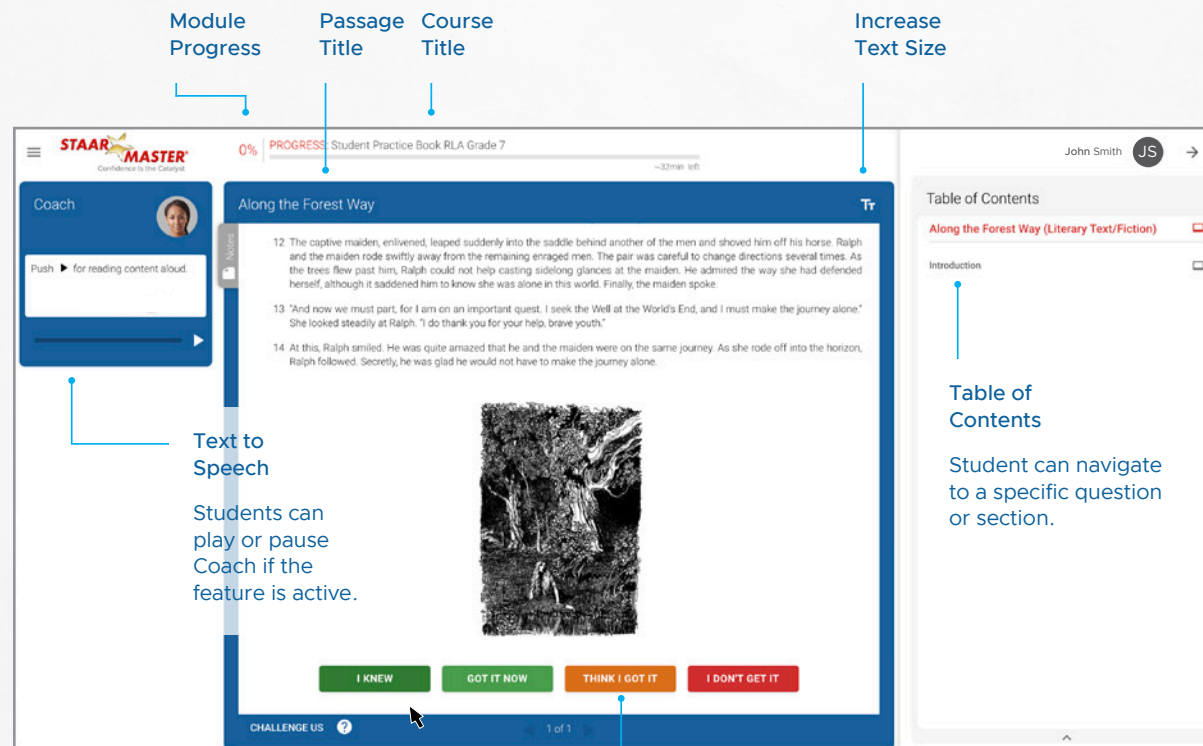 Module
Progress
Passage
Title
Course
Title
Increase
Text Size
STAAR
MASTER®
Confidence Is the Catalyst
0%
PROGRESS: Student Practice Book RLA Grade 7
~32min left
John Smith
JS
Coach
Push ▶ for reading content aloud.
Notes
Along the Forest Way
TT
12 The captive maiden, enlivened, leaped suddenly into the saddle behind another of the men and shoved him off his horse. Ralph
and the maiden rode swiftly away from the remaining enraged men. The pair was careful to change directions several times. As
the trees flew past him, Ralph could not help casting sidelong glances at the maiden. He admired the way she had defended
herself, although it saddened him to know she was alone in this world. Finally, the maiden spoke.
13 "And now we must part, for I am on an important quest. I seek the Well at the World's End, and I must make the journey alone."
She looked steadily at Ralph. "I do thank you for your help, brave youth."
14 At this, Ralph smiled. He was quite amazed that he and the maiden were on the same journey. As she rode off into the horizon,
Ralph followed. Secretly, he was glad he would not have to make the journey alone.
Text to
Speech
Students can
play or pause
Coach if the
feature is active.
I KNEW
GOT IT NOW
THINK I GOT IT
I DON'T GET IT
CHALLENGE US ?
1 of 1
Table of Contents
Along the Forest Way (Literary Text/Fiction)
Introduction
Table of
Contents
Student can navigate
to a specific question
or section.